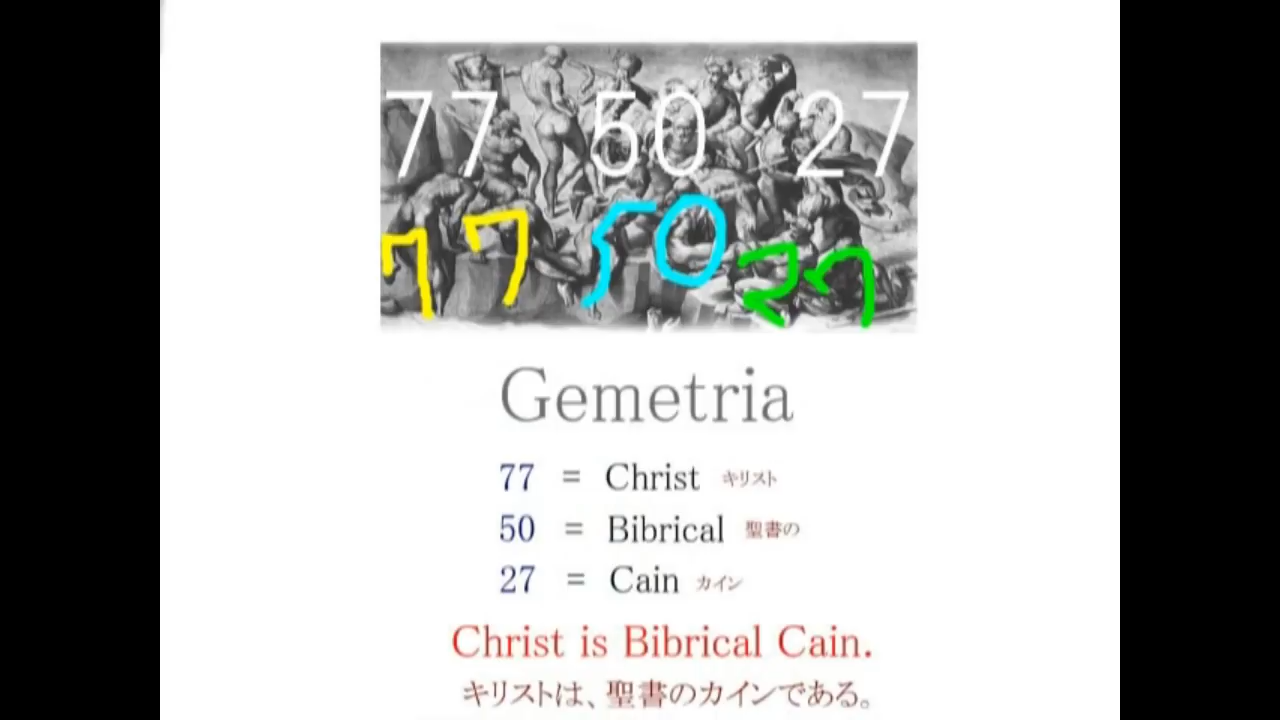 77 50 27
77 50 27
Gemetria
77 = Christ キリスト
50 = Bibrical 聖書の
27 = Cain カイン
Christ is Bibrical Cain.
キリストは、聖書のカインである。